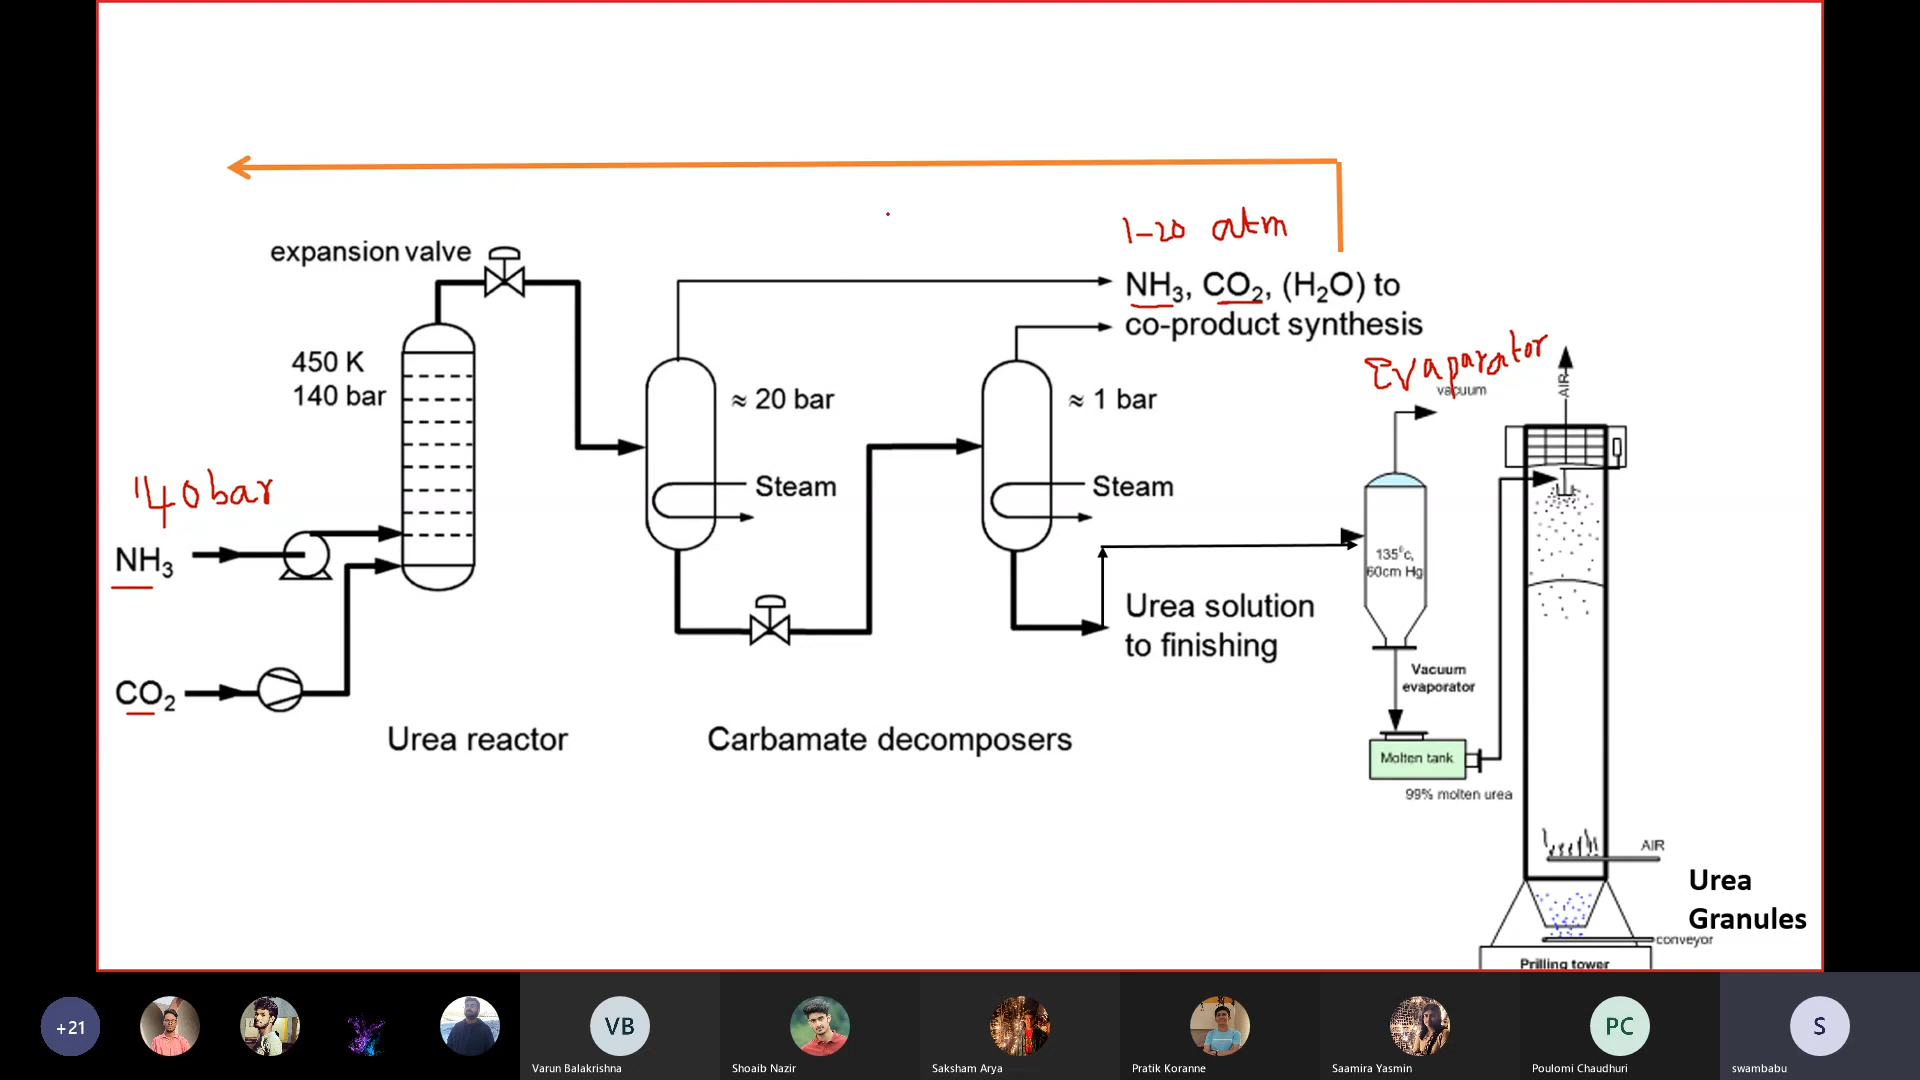 1-20 atm
expansion valve
NH3, CO2, (H2O) to
co-product synthesis
Evaparator
vacuum
AIR
450 K
140 bar
≈ 20 bar
≈ 1 bar
140 bar
Steam
Steam
NH3
135°c,
60cm Hg
Urea solution
to finishing
CO2
Vacuum
evaporator
Urea reactor
Carbamate decomposers
Molten tank
99% molten urea
AIR
Urea
Granules
conveyor
Prilling tower
+21
VB
PC
S
Varun Balakrishna
Shoaib Nazir
Saksham Arya
Pratik Koranne
Saamira Yasmin
Poulomi Chaudhuri
swambabu